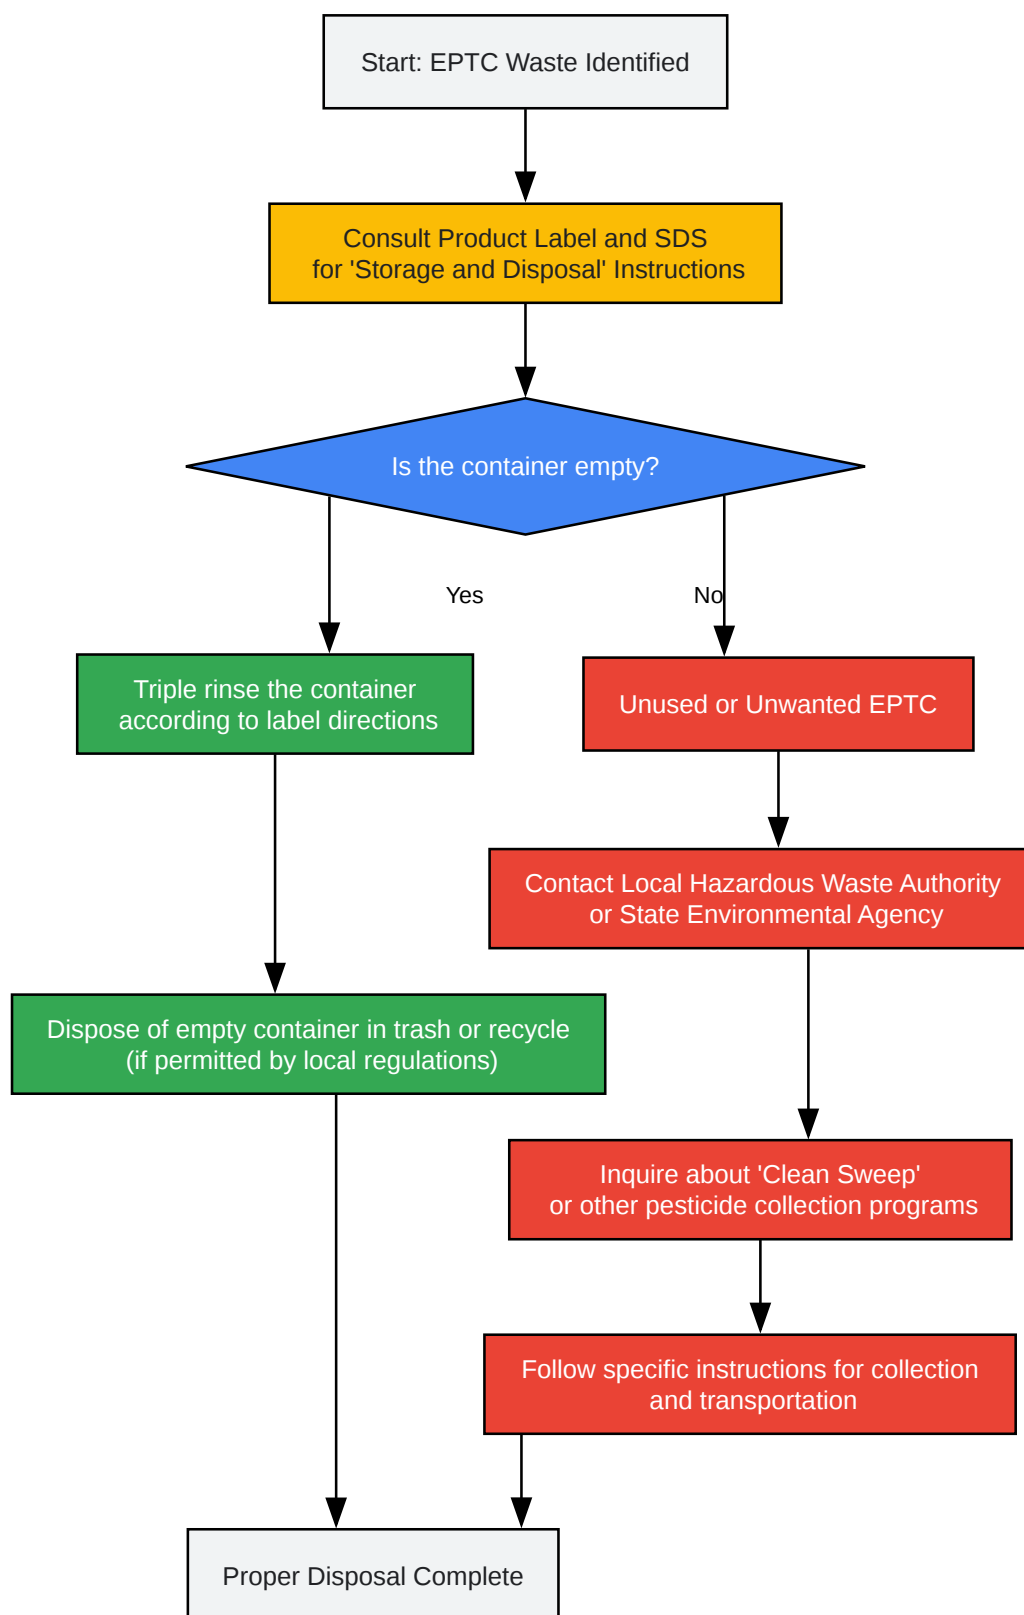 Start: EPTC Waste Identified
Consult Product Label and SDS
for 'Storage and Disposal' Instructions
Is the container empty?
Yes
No
Triple rinse the container
according to label directions
Unused or Unwanted EPTC
Contact Local Hazardous Waste Authority
or State Environmental Agency
Dispose of empty container in trash or recycle
(if permitted by local regulations)
Inquire about 'Clean Sweep'
or other pesticide collection programs
Follow specific instructions for collection
and transportation
Proper Disposal Complete